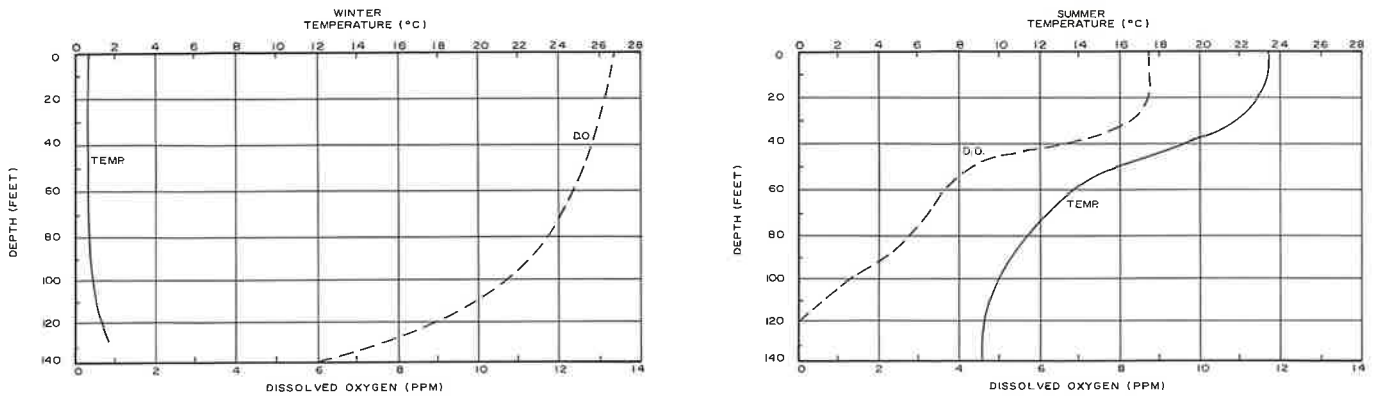 WINTER
TEMPERATURE (°C)
0 2 4 6 8 10 12 14 16 18 20 22 24 26 28
0
20
D.O.
40
TEMP.
60
80
100
120
140
DEPTH (FEET)
0 2 4 6 8 10 12 14
DISSOLVED OXYGEN (PPM)
SUMMER
TEMPERATURE (°C)
0 2 4 6 8 10 12 14 16 18 20 22 24 26 28
0
20
40
D.O.
60
TEMP.
80
100
120
140
DEPTH (FEET)
0 2 4 6 8 10 12 14
DISSOLVED OXYGEN (PPM)